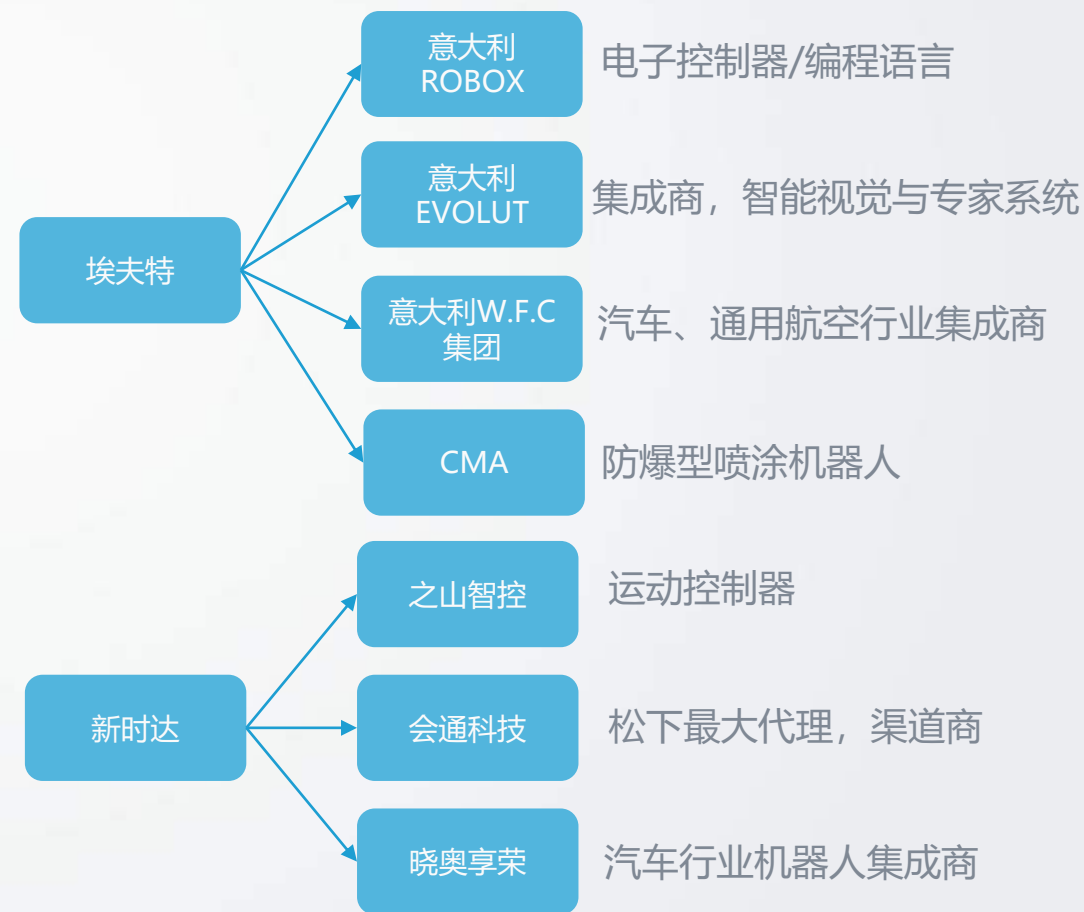 意大利
ROBOX
电子控制器/编程语言
意大利
EVOLUT
集成商，智能视觉与专家系统
埃夫特
意大利W.F.C
集团
汽车、通用航空行业集成商
CMA
防爆型喷涂机器人
之山智控
运动控制器
新时达
会通科技
松下最大代理，渠道商
晓奥享荣
汽车行业机器人集成商